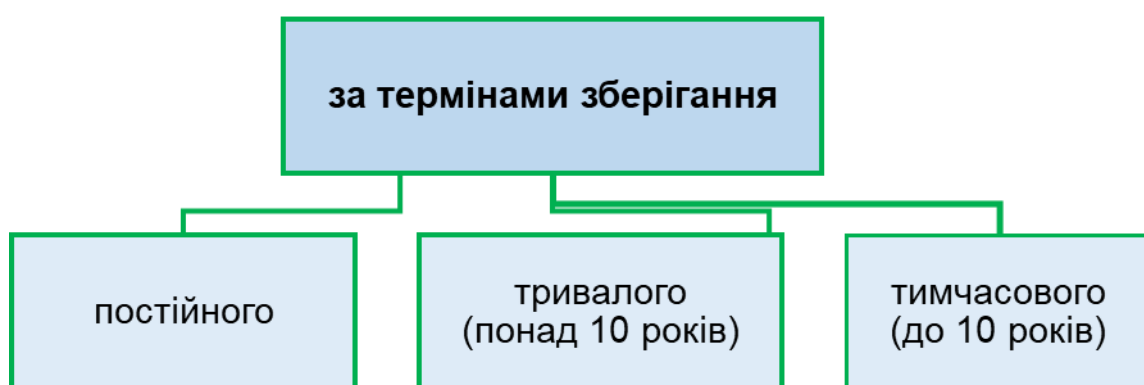 за термінами зберігання
постійного
тривалого
(понад 10 років)
тимчасового
(до 10 років)